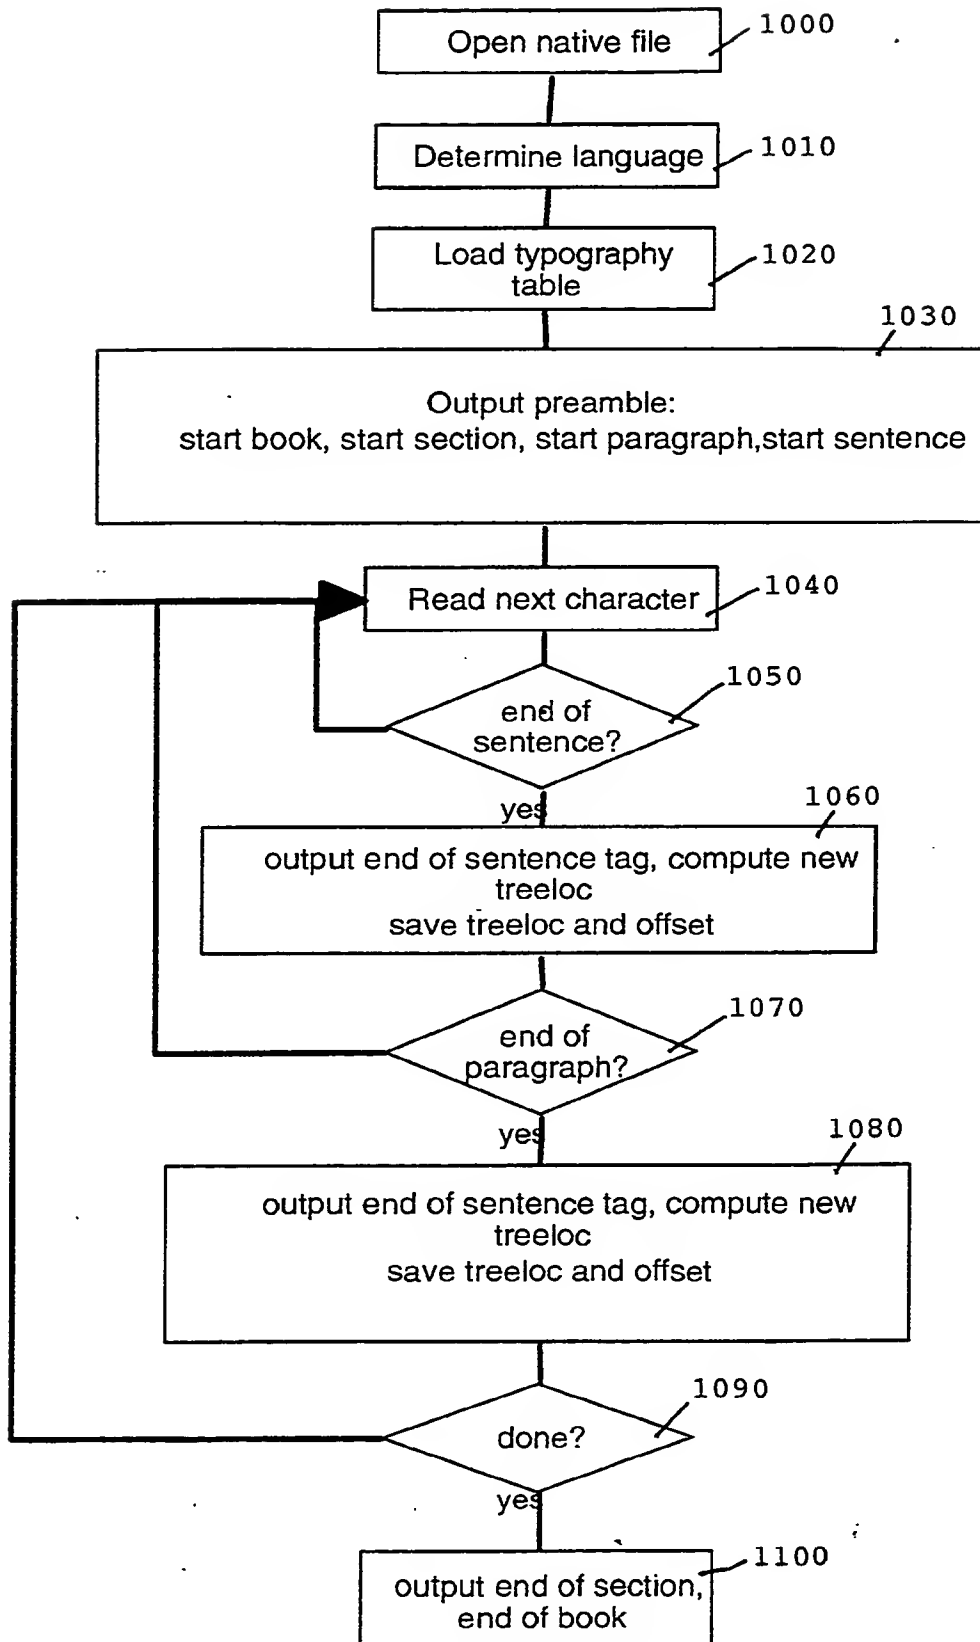 Open native file
1000
Determine language
1010
Load typography
table
1020
1030
Output preamble:
start book, start section, start paragraph,start sentence
Read next character
1040
1050
end of
sentence?
yes
1060
output end of sentence tag, compute new
treeloc
save treeloc and offset
1070
end of
paragraph?
yes
1080
output end of sentence tag, compute new
treeloc
save treeloc and offset
1090
done?
yes
1100
output end of section,
end of book